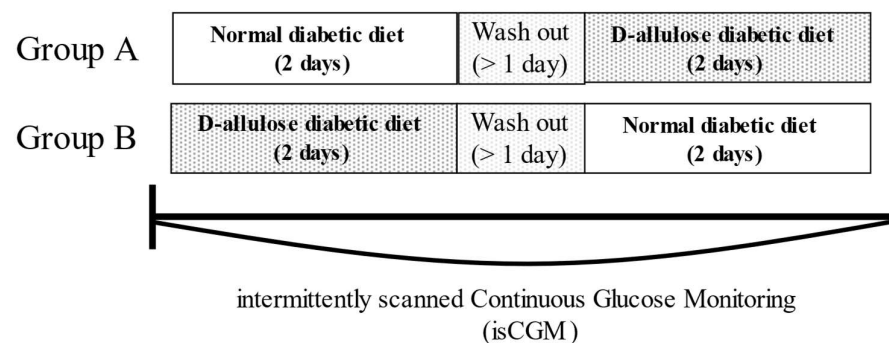 Group A
Normal diabetic diet
(2 days)
Wash out
(> 1 day)
D-allulose diabetic diet
(2 days)
Group B
D-allulose diabetic diet
(2 days)
Wash out
(> 1 day)
Normal diabetic diet
(2 days)
intermittently scanned Continuous Glucose Monitoring
(isCGM)